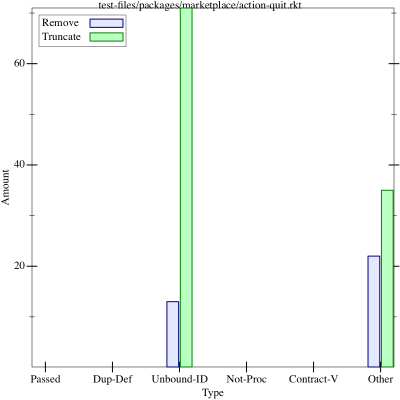 test-files/packages/marketplace/action-quit.rkt
Remove
Truncate
60
40
20
Amount
Passed Dup-Def Unbound-ID Not-Proc Contract-V Other
Type